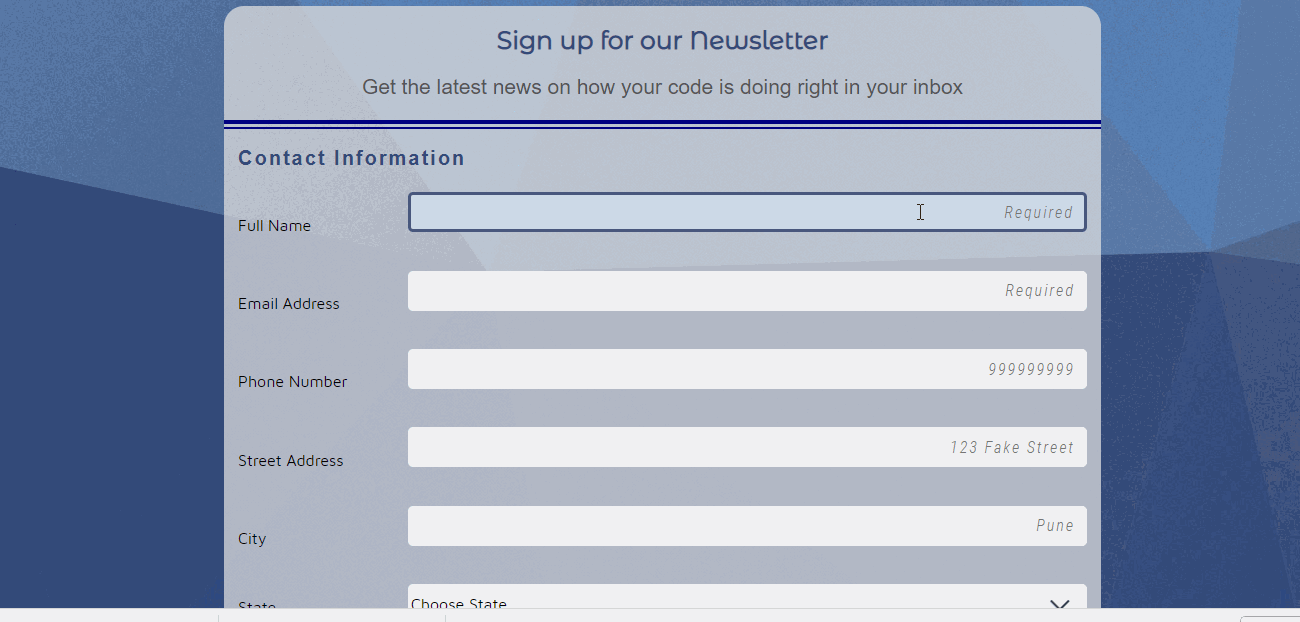 Sign up for our Newsletter
Get the latest news on how your code is doing right in your inbox
Contact Information
Full Name Required
Email Address Required
Phone Number 999999999
Street Address 123 Fake Street
City Pune
State Choose State